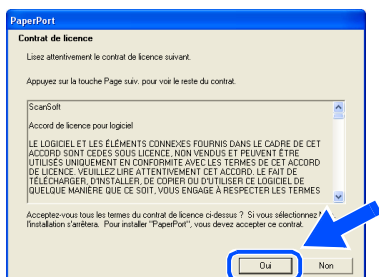 PaperPort
Contrat de licence
Lisez attentivement le contrat de licence suivant.
Appuyez sur la touche Page suiv. pour voir le reste du contrat.
ScanSoft
Accord de licence pour logiciel
LE LOGICIEL ET LES ÉLÉMENTS CONNEXES FOURNIS DANS LE CADRE DE CET
ACCORD SONT CEDES SOUS LICENCE, NON VENDUS ET PEUVENT ÊTRE
UTILISÉS UNIQUEMENT EN CONFORMITE AVEC LES TERMES DE CET ACCORD
DE LICENCE. VEUILLEZ LIRE ATTENTIVEMENT CET ACCORD. LE FAIT DE
TÉLÉCHARGER, D'INSTALLER, DE COPIER OU D'UTILISER CE LOGICIEL DE
QUELQUE MANIÈRE QUE CE SOIT, VOUS ENGAGE À RESPECTER LES TERMES
Acceptez-vous tous les termes du contrat de licence ci-dessus ? Si vous sélectionnez
l'installation s'arrêtera. Pour installer "PaperPort", vous devez accepter ce contrat.
Oui
Non